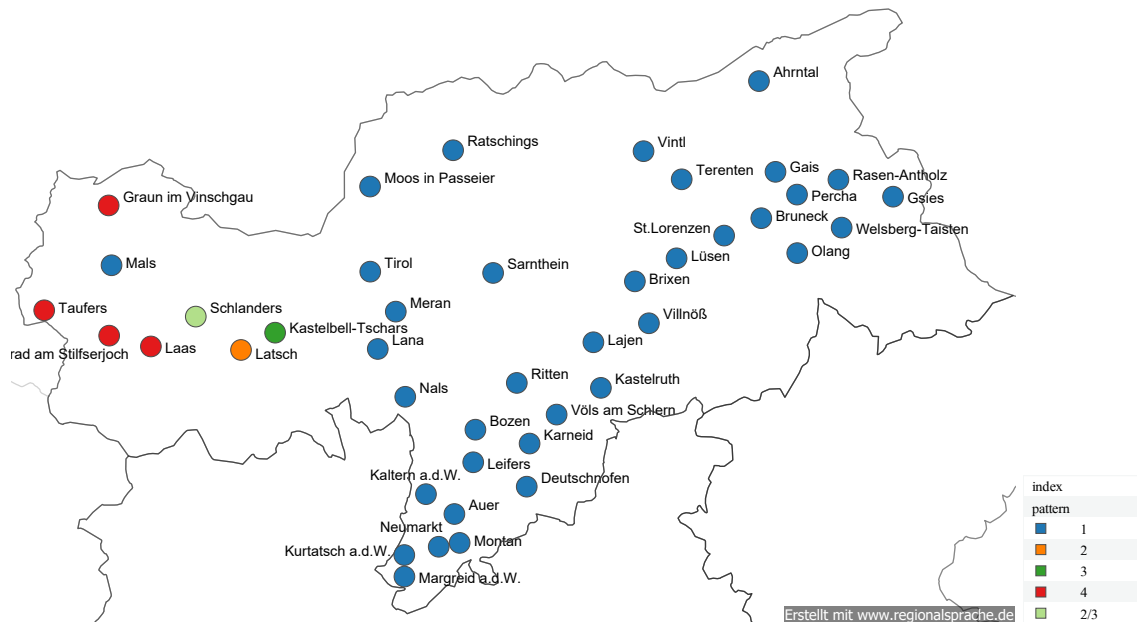 Ahrntal
Ratschings
Vintl
Terenten
Gais
Rasen-Antholz
Moos in Passeier
Percha
Gsies
Graun im Vinschgau
Bruneck
St.Lorenzen
Welsberg-Taisten
Olang
Lüsen
Mals
Tirol
Sarnthein
Brixen
Taufers
Schlanders
Meran
Villnöß
Kastelbell-Tschars
Lana
Lajen
rad am Stilfserjoch
Laas
Latsch
Ritten
Kastelruth
Nals
Völs am Schlern
Bozen
Karneid
Leifers
Kaltern a.d.W.
Deutschnofen
Auer
Neumarkt
Montan
Kurtatsch a.d.W.
Margreid a.d.W.
index
pattern
1
2
3
4
2/3
Erstellt mit www.regionalsprache.de